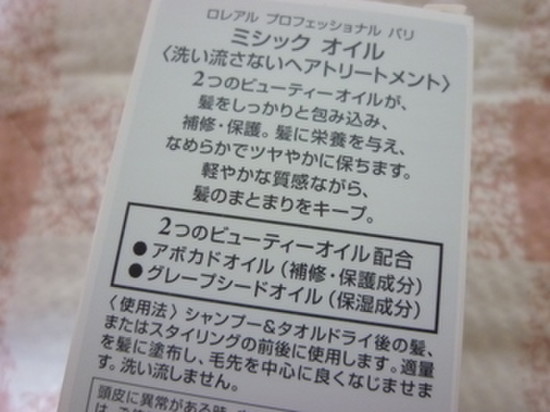 ロレアル プロフェッショナル パリ
ミシック オイル
〈洗い流さないヘアトリートメント〉
2つのビューティーオイルが、
髪をしっかりと包み込み、
補修・保護。髪に栄養を与え、
なめらかでツヤやかに保ちます。
軽やかな質感ながら、
髪のまとまりをキープ。
2つのビューティーオイル配合
●アボカドオイル(補修・保護成分)
●グレープシードオイル(保湿成分)
〈使用法〉シャンプー&タオルドライ後の髪、
またはスタイリングの前後に使用します。適量
を髪に塗布し、毛先を中心に良くなじませま
す。洗い流しません。
頭皮に異常がある時、